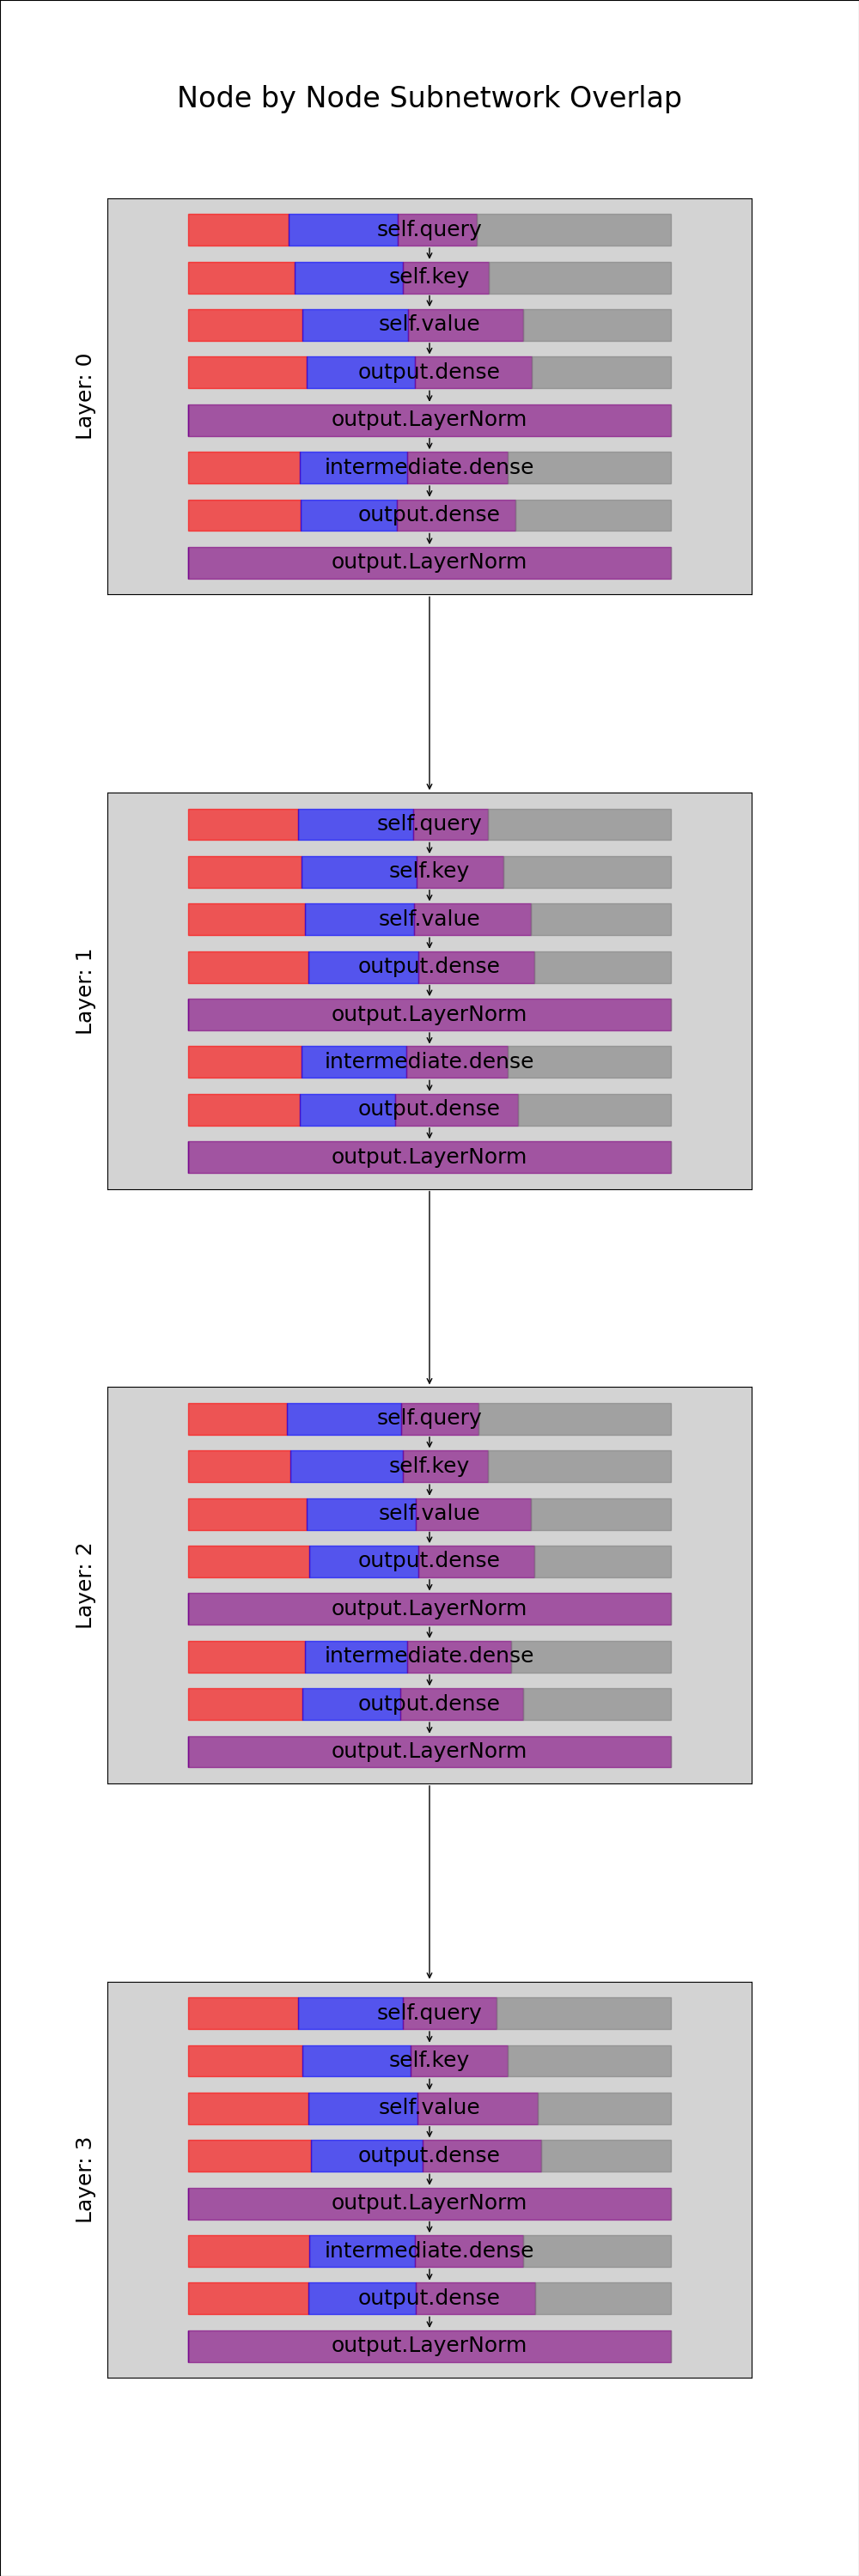 Node by Node Subnetwork Overlap
Layer: 0
self.query
self.key
self.value
output.dense
output.LayerNorm
intermediate.dense
output.dense
output.LayerNorm
Layer: 1
self.query
self.key
self.value
output.dense
output.LayerNorm
intermediate.dense
output.dense
output.LayerNorm
Layer: 2
self.query
self.key
self.value
output.dense
output.LayerNorm
intermediate.dense
output.dense
output.LayerNorm
Layer: 3
self.query
self.key
self.value
output.dense
output.LayerNorm
intermediate.dense
output.dense
output.LayerNorm